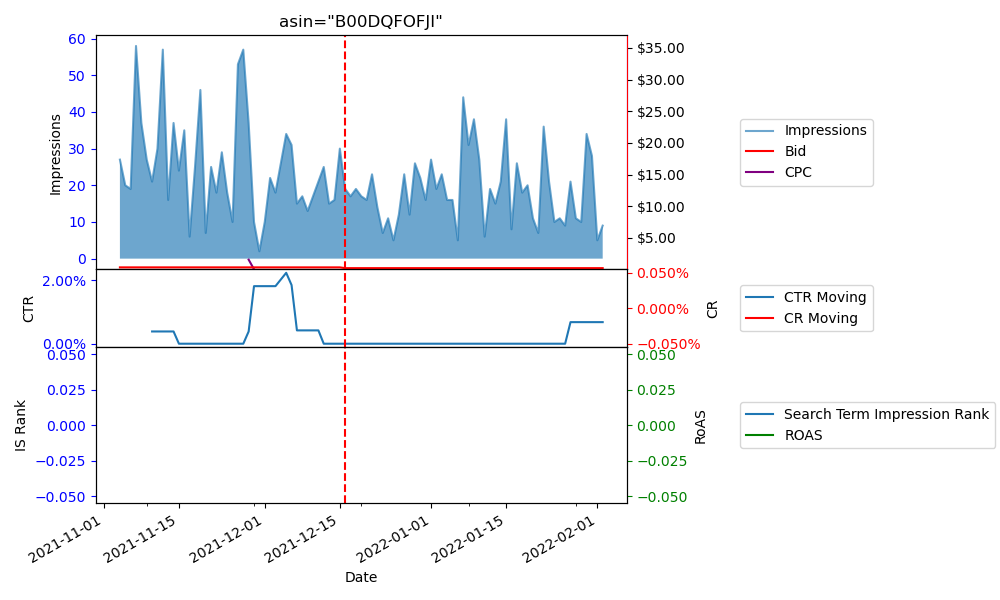 asin="B00DQFOFJI"
60
50
40
30
20
10
0
Impressions
$35.00
$30.00
$25.00
$20.00
$15.00
$10.00
$5.00
Impressions
Bid
CPC
2.00%
0.00%
CTR
0.050%
0.000%
−0.050%
CR
CTR Moving
CR Moving
0.050
0.025
0.000
−0.025
−0.050
IS Rank
0.050
0.025
0.000
−0.025
−0.050
RoAS
Search Term Impression Rank
ROAS
2021-11-01
2021-11-15
2021-12-01
2021-12-15
2022-01-01
2022-01-15
2022-02-01
Date